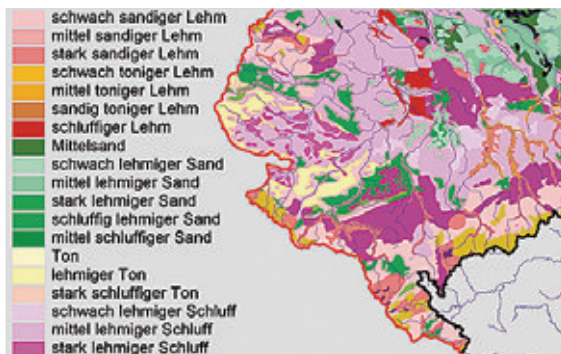 schwach sandiger Lehm
mittel sandiger Lehm
stark sandiger Lehm
schwach toniger Lehm
mittel toniger Lehm
sandig toniger Lehm
schluffiger Lehm
Mittelsand
schwach lehmiger Sand
mittel lehmiger Sand
stark lehmiger Sand
schluffig lehmiger Sand
mittel schluffiger Sand
Ton
lehmiger Ton
stark schluffiger Ton
schwach lehmiger Schluff
mittel lehmiger Schluff
stark lehmiger Schluff